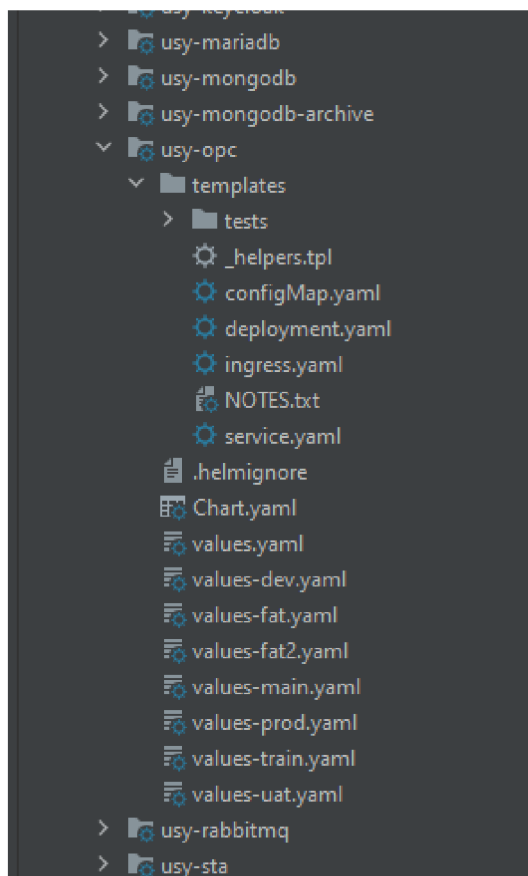 usy-keycloak
usy-mariadb
usy-mongodb
usy-mongodb-archive
usy-opc
templates
tests
_helpers.tpl
configMap.yaml
deployment.yaml
ingress.yaml
NOTES.txt
service.yaml
.helmignore
Chart.yaml
values.yaml
values-dev.yaml
values-fat.yaml
values-fat2.yaml
values-main.yaml
values-prod.yaml
values-train.yaml
values-uat.yaml
usy-rabbitmq
usy-sta